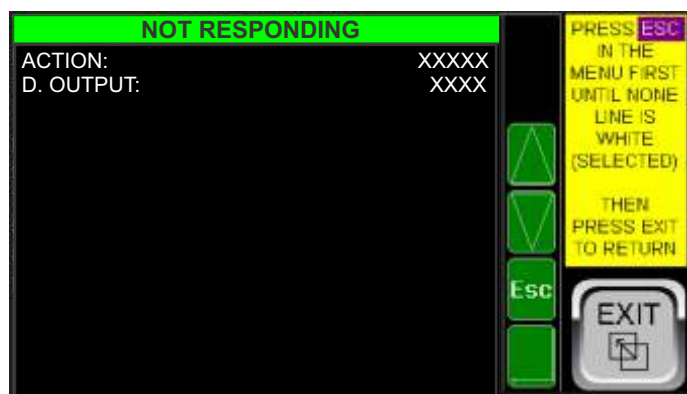 NOT RESPONDING
ACTION: XXXXX
D. OUTPUT: XXXX
Esc
PRESS ESC
IN THE
MENU FIRST
UNTIL NONE
LINE IS
WHITE
(SELECTED)
THEN
PRESS EXIT
TO RETURN
EXIT